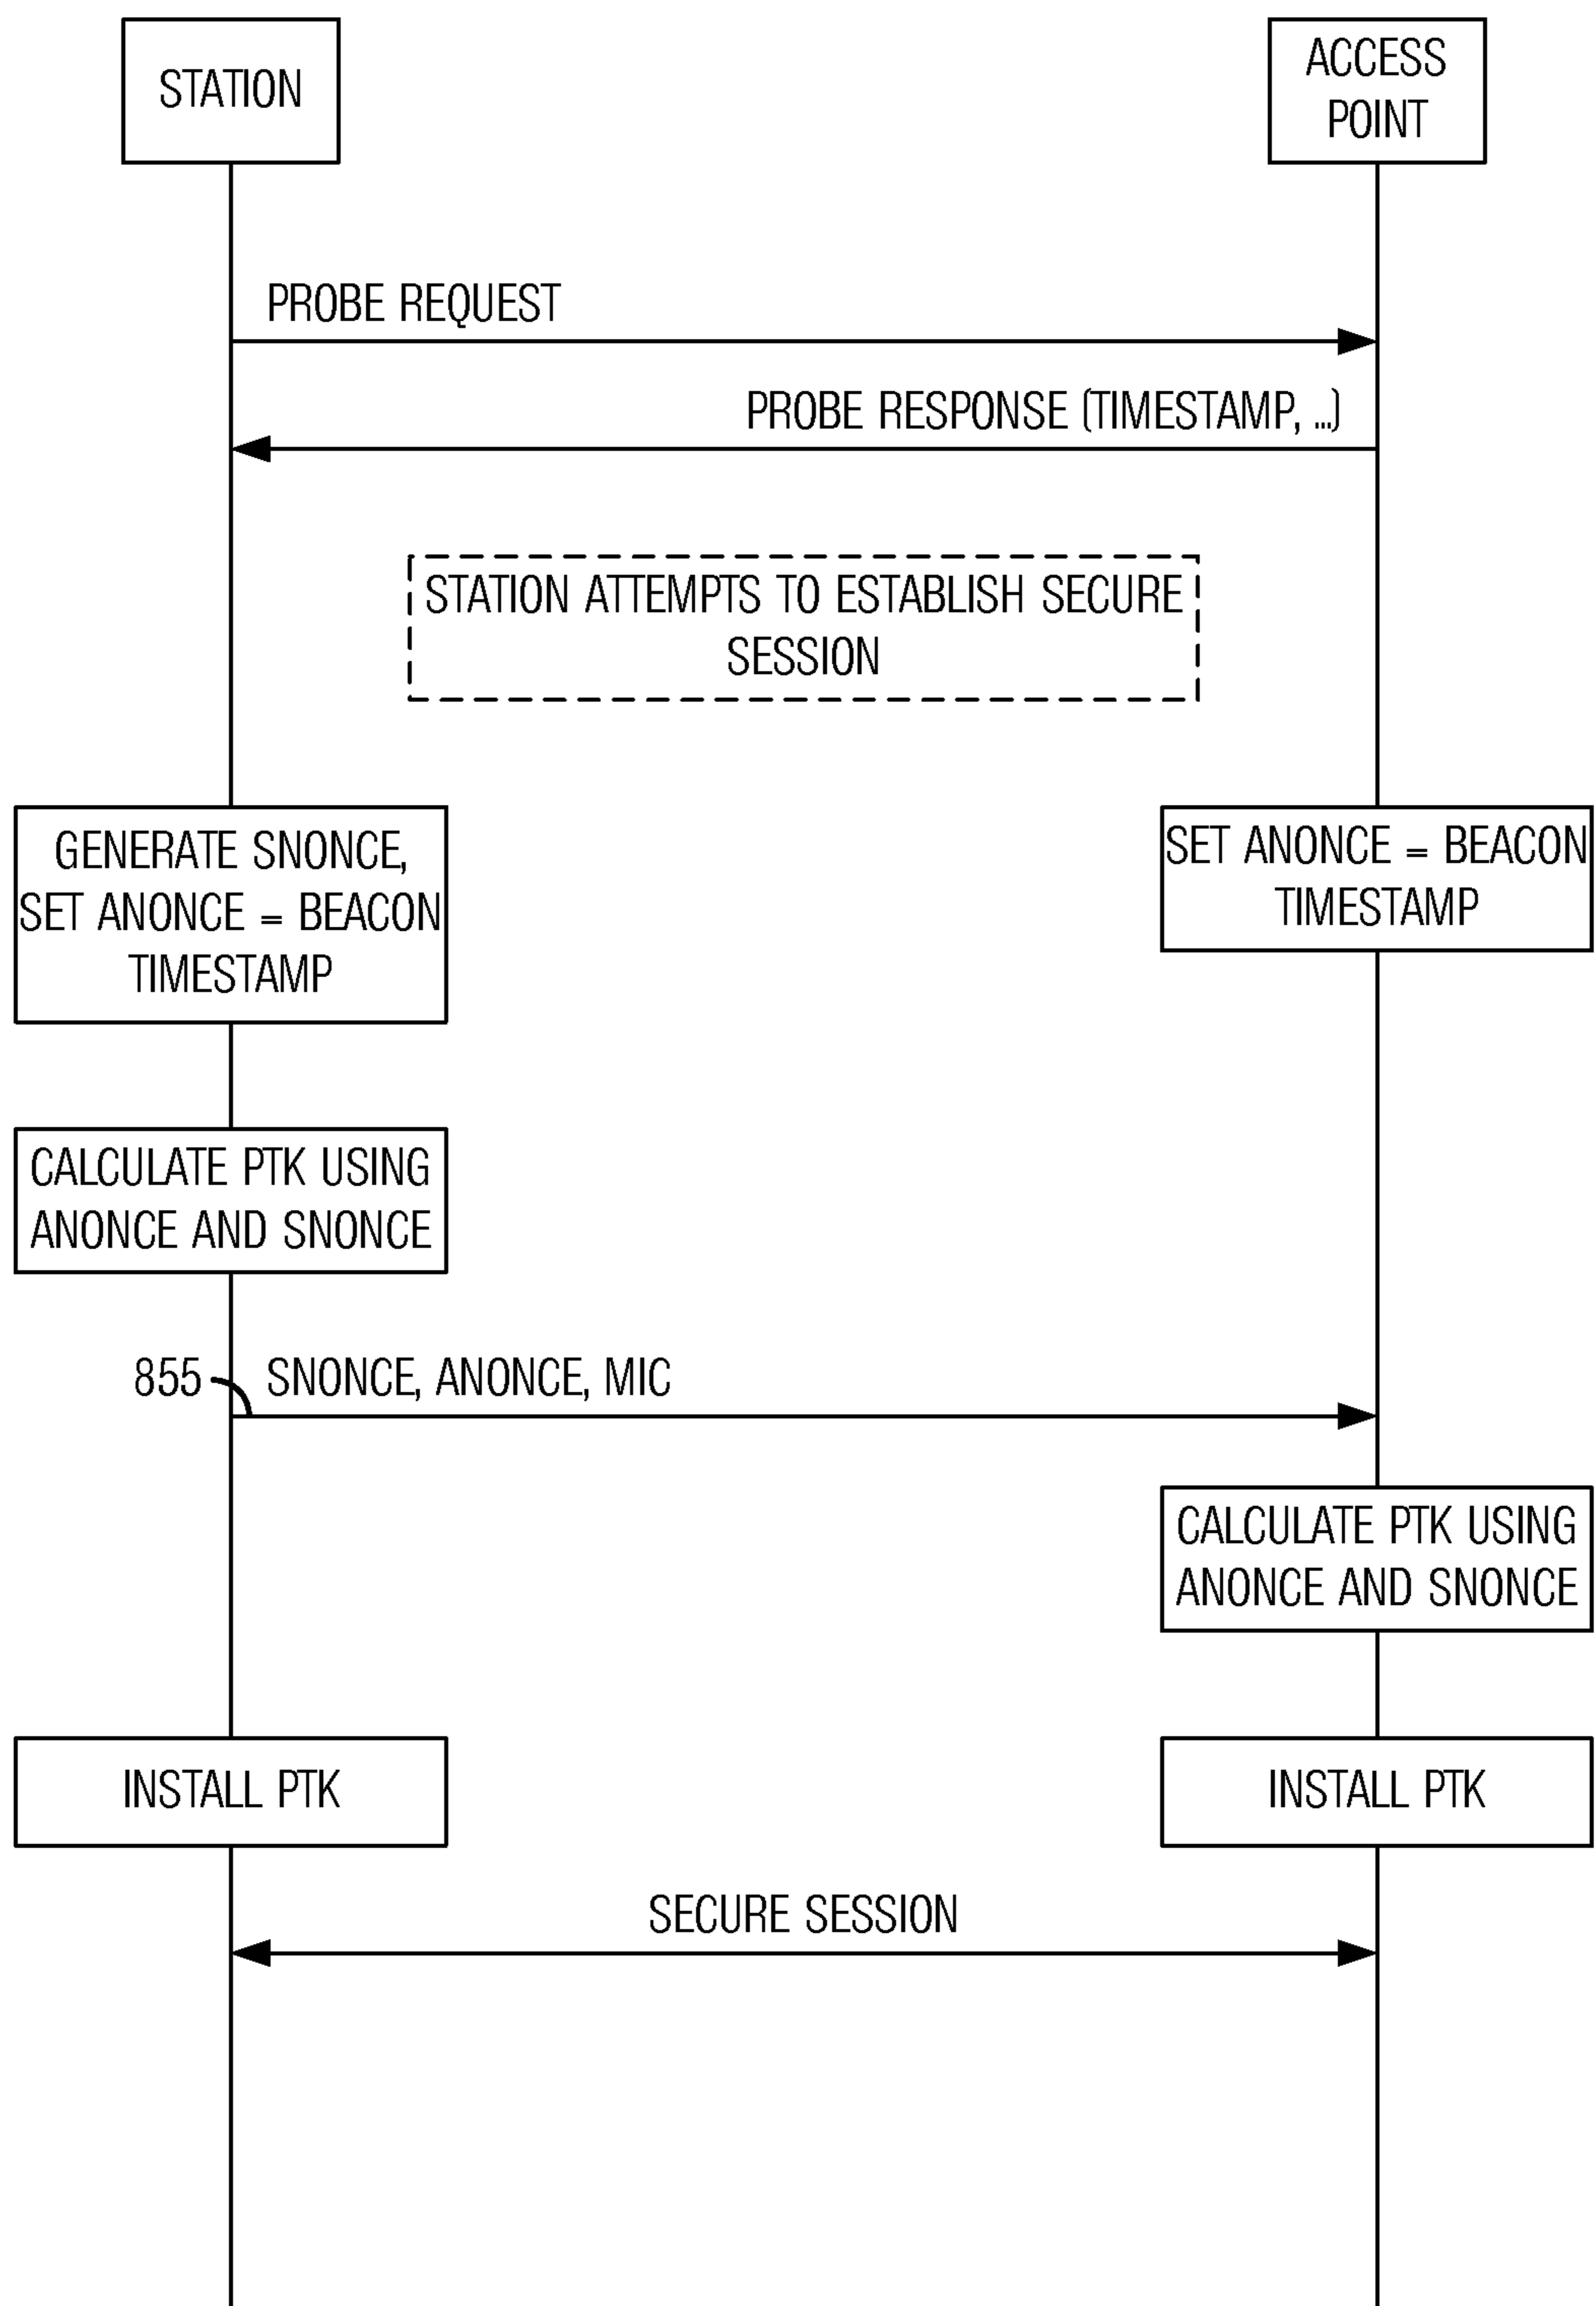 STATION
ACCESS
POINT
PROBE REQUEST
PROBE RESPONSE (TIMESTAMP, ...)
STATION ATTEMPTS TO ESTABLISH SECURE
SESSION
GENERATE SNONCE,
SET ANONCE = BEACON
TIMESTAMP
SET ANONCE = BEACON
TIMESTAMP
CALCULATE PTK USING
ANONCE AND SNONCE
855
SNONCE, ANONCE, MIC
CALCULATE PTK USING
ANONCE AND SNONCE
INSTALL PTK
INSTALL PTK
SECURE SESSION